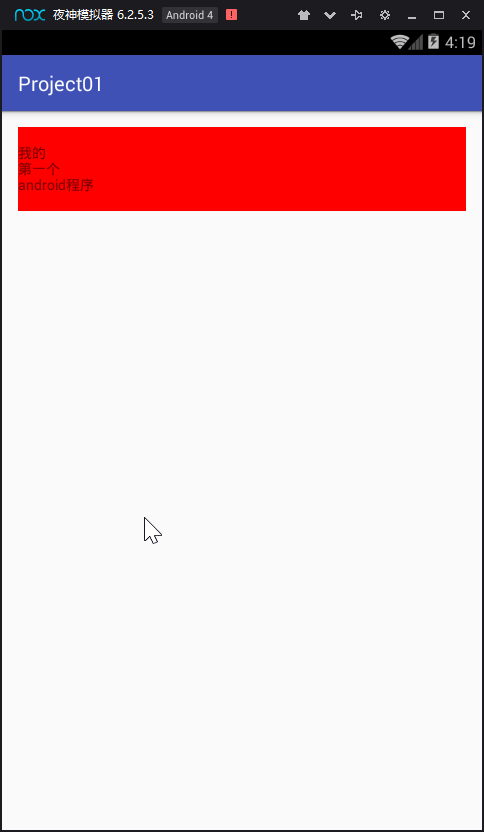 nox 夜神模拟器 6.2.5.3 Android 4 !
4:19
Project01
我的
第一个
android程序